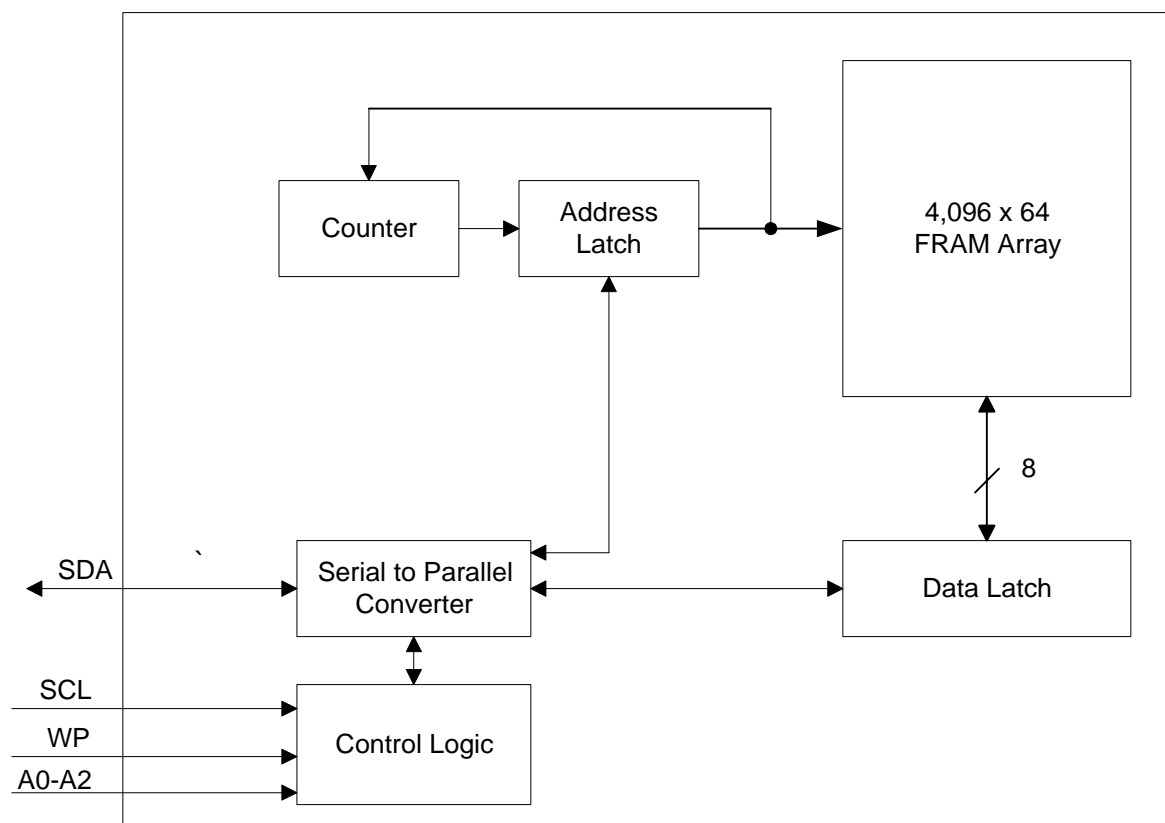 Counter
Address
Latch
4,096 x 64
FRAM Array
8
SDA
`
Serial to Parallel
Converter
Data Latch
SCL
WP
A0-A2
Control Logic